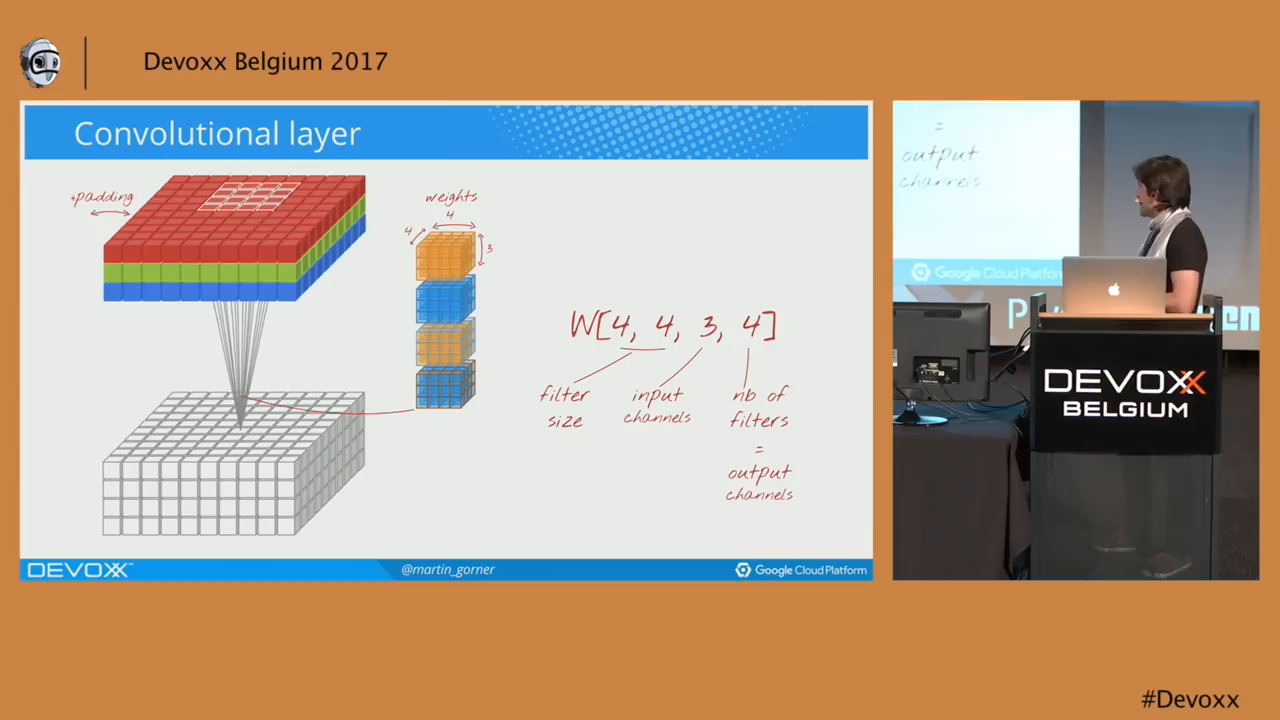 Devoxx Belgium 2017
Convolutional layer
+padding
weights
4
4
3
W[4, 4, 3, 4]
filter size
input channels
nb of filters
=
output channels
DEVOXX™
@martin_gorner
Google Cloud Platform
=
output
channels
Google Cloud Platform
DEVOXX
BELGIUM
#Devoxx